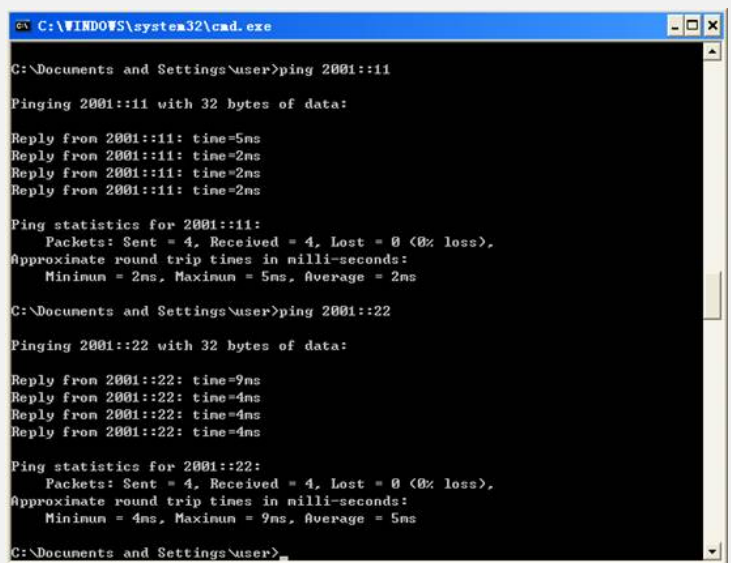 C:\WINDOWS\system32\cmd.exe
C:\Documents and Settings\user>ping 2001::11
Pinging 2001::11 with 32 bytes of data:
Reply from 2001::11: time=5ms
Reply from 2001::11: time=2ms
Reply from 2001::11: time=2ms
Reply from 2001::11: time=2ms
Ping statistics for 2001::11:
    Packets: Sent = 4, Received = 4, Lost = 0 (0% loss),
Approximate round trip times in milli-seconds:
    Minimum = 2ms, Maximum = 5ms, Average = 2ms
C:\Documents and Settings\user>ping 2001::22
Pinging 2001::22 with 32 bytes of data:
Reply from 2001::22: time=9ms
Reply from 2001::22: time=4ms
Reply from 2001::22: time=4ms
Reply from 2001::22: time=4ms
Ping statistics for 2001::22:
    Packets: Sent = 4, Received = 4, Lost = 0 (0% loss),
Approximate round trip times in milli-seconds:
    Minimum = 4ms, Maximum = 9ms, Average = 5ms
C:\Documents and Settings\user>_